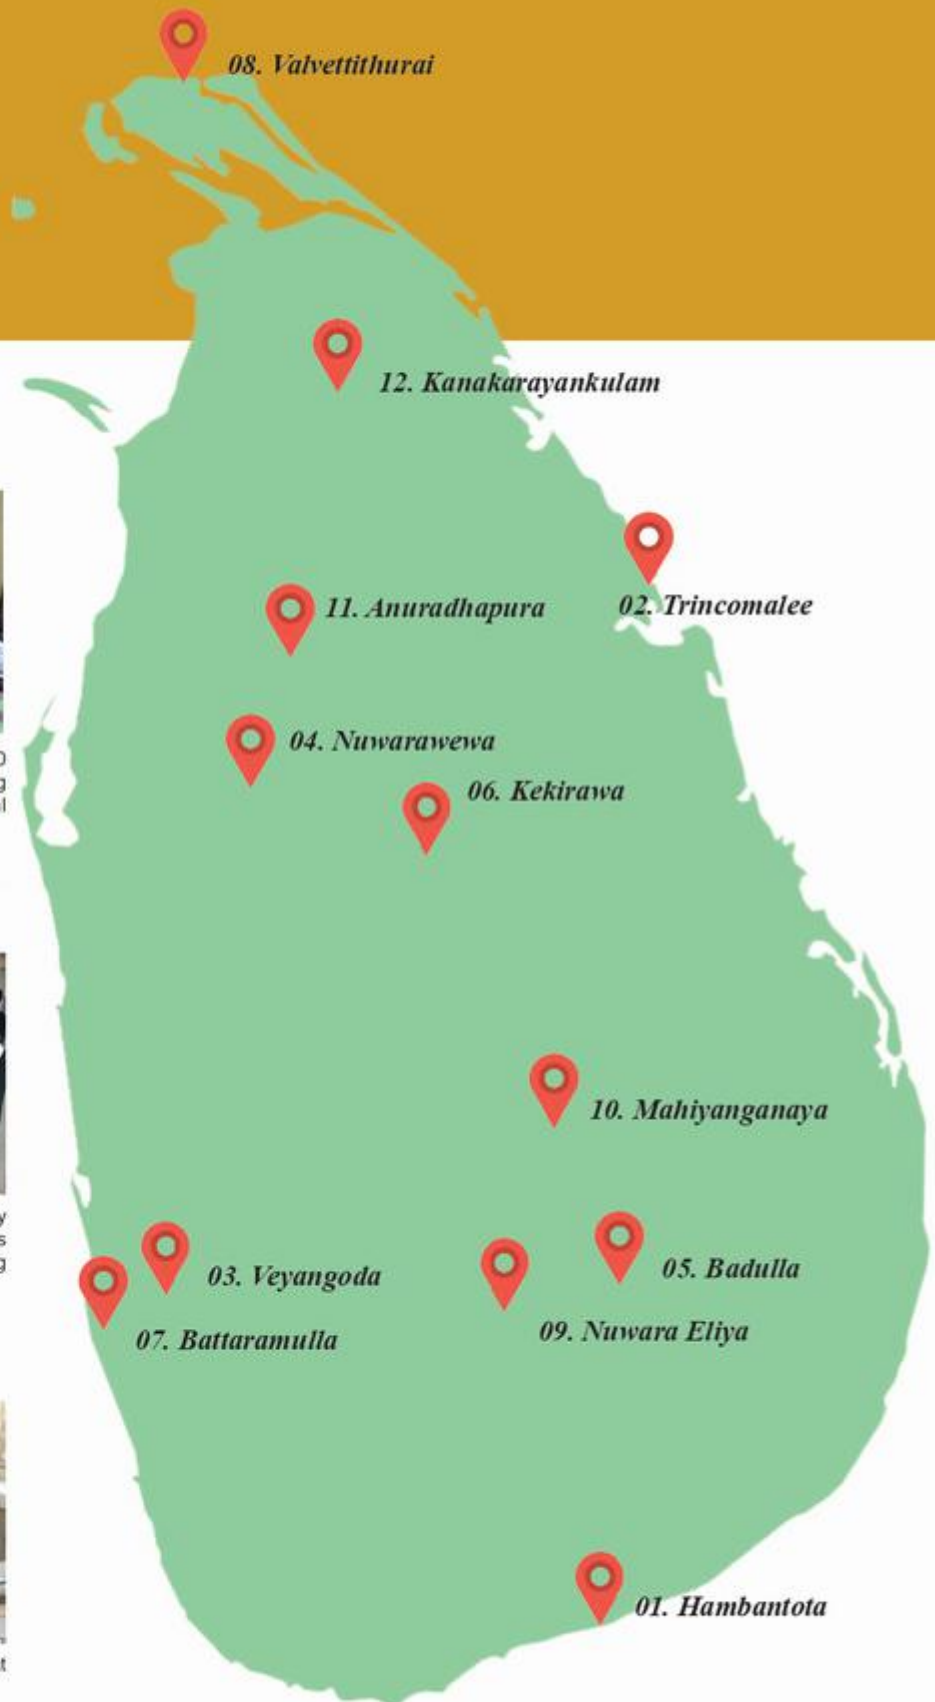 08. Valvettithurai
12. Kanakarayankulam
11. Anuradhapura
02. Trincomalee
04. Nuwarawewa
06. Kekirawa
10. Mahiyanganaya
03. Veyangoda
05. Badulla
09. Nuwara Eliya
07. Battaramulla
01. Hambantota